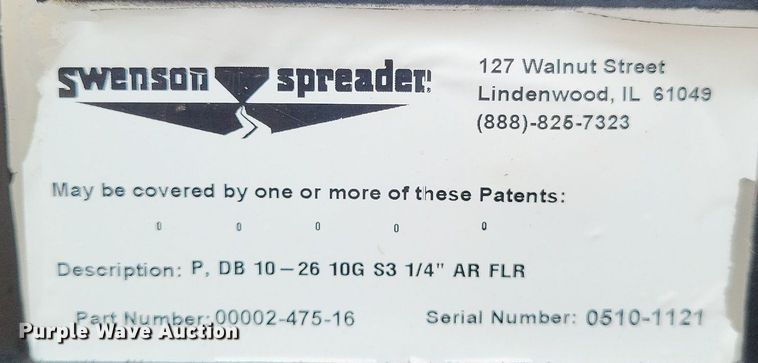 swenson spreader
127 Walnut Street
Lindenwood, IL 61049
(888)-825-7323
May be covered by one or more of these Patents:
0 0 0 0 0
Description: P, DB 10-26 10G S3 1/4" AR FLR
Part Number: 00002-475-16 Serial Number: 0510-1121
Purple Wave Auction